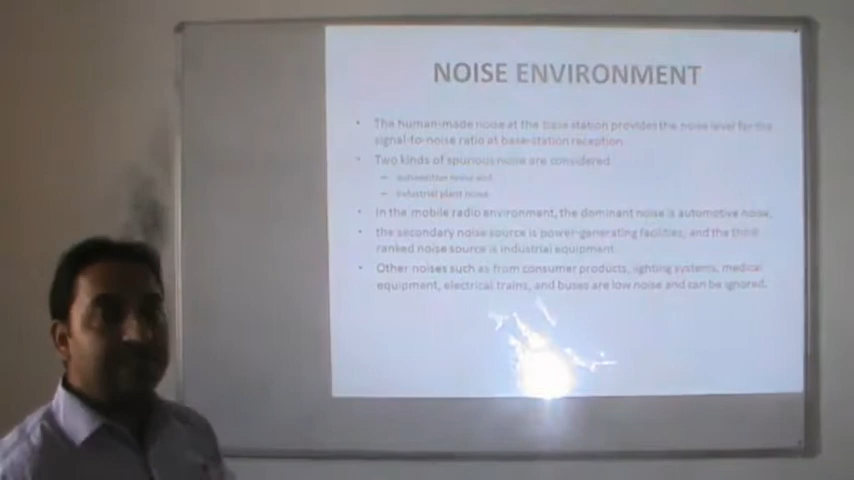 NOISE ENVIRONMENT
• The human-made noise at the base station provides the noise level for the
signal-to-noise ratio at base-station reception.
• Two kinds of spurious noise are considered
– automotive noise and
– industrial plant noise.
• In the mobile radio environment, the dominant noise is automotive noise,
• the secondary noise source is power-generating facilities, and the third
ranked noise source is industrial equipment.
• Other noises such as from consumer products, lighting systems, medical
equipment, electrical trains, and buses are low noise and can be ignored.